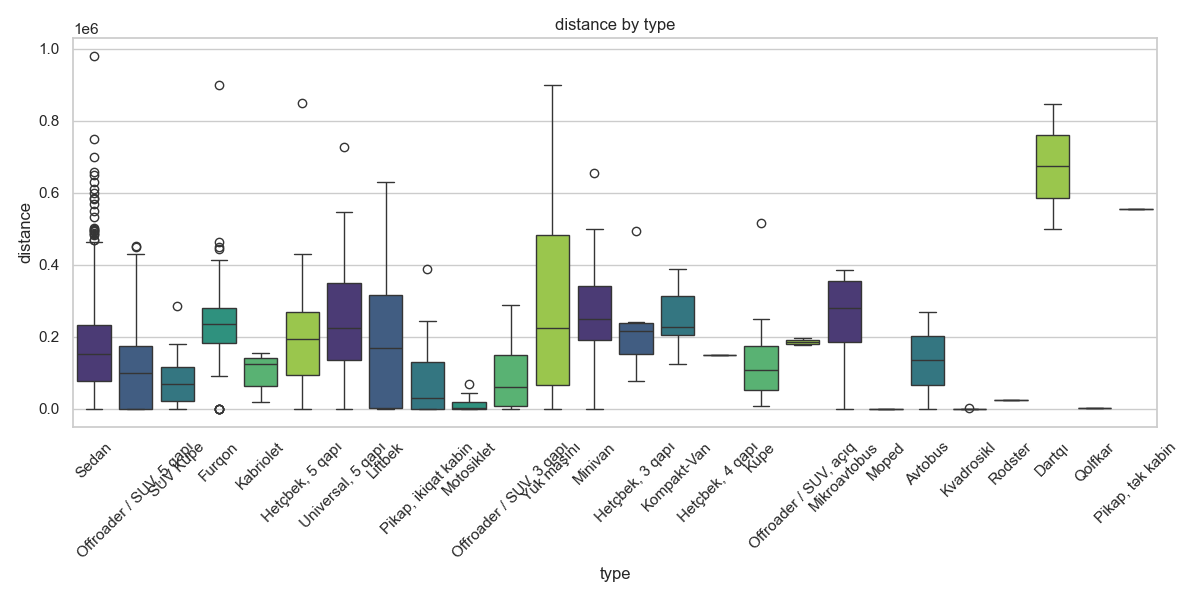 distance by type
1e6
1.0
0.8
0.6
0.4
0.2
0.0
distance
Sedan
Offroader / SUV, 5 qapı
SUV Kupe
Furqon
Kabriolet
Hetçbek, 5 qapı
Universal, 5 qapı
Liftbek
Pikap, ikiqat kabin
Motosiklet
Offroader / SUV, 3 qapı
Yük maşını
Minivan
Hetçbek, 3 qapı
Kompakt-Van
Hetçbek, 4 qapı
Kupe
Offroader / SUV, açıq
Mikroavtobus
Moped
Avtobus
Kvadrosikl
Rodster
Dartqı
Qolfkar
Pikap, tək kabin
type